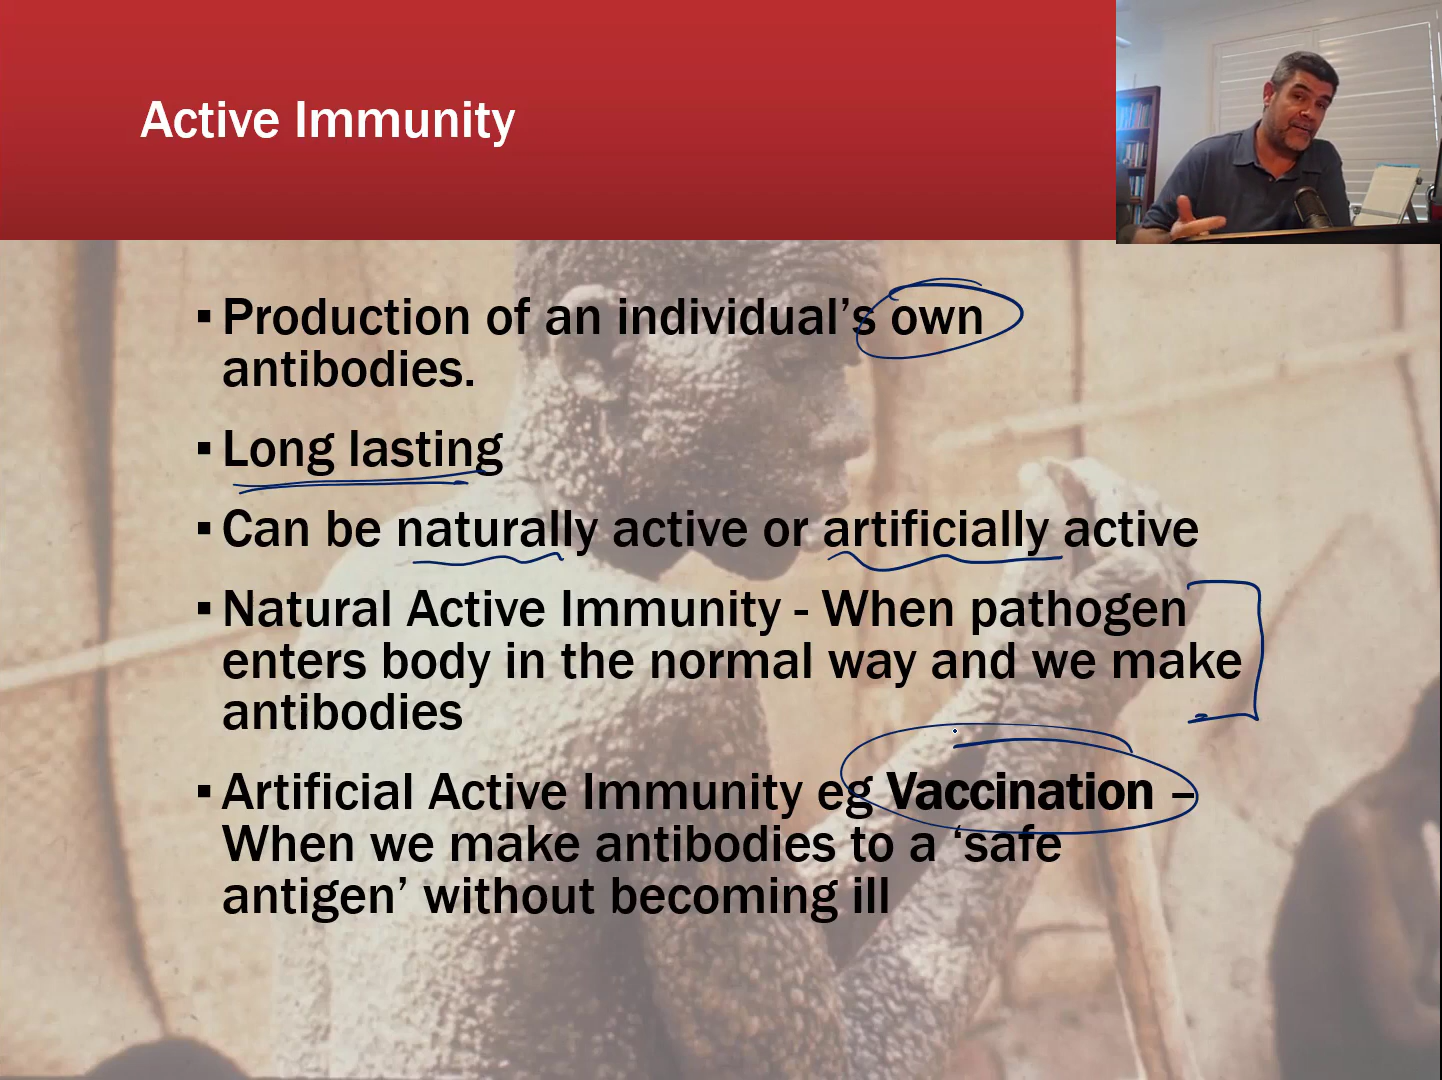 Active Immunity
▪ Production of an individual’s own
antibodies.
▪ Long lasting
▪ Can be naturally active or artificially active
▪ Natural Active Immunity - When pathogen
enters body in the normal way and we make
antibodies
▪ Artificial Active Immunity eg Vaccination –
When we make antibodies to a ‘safe
antigen’ without becoming ill